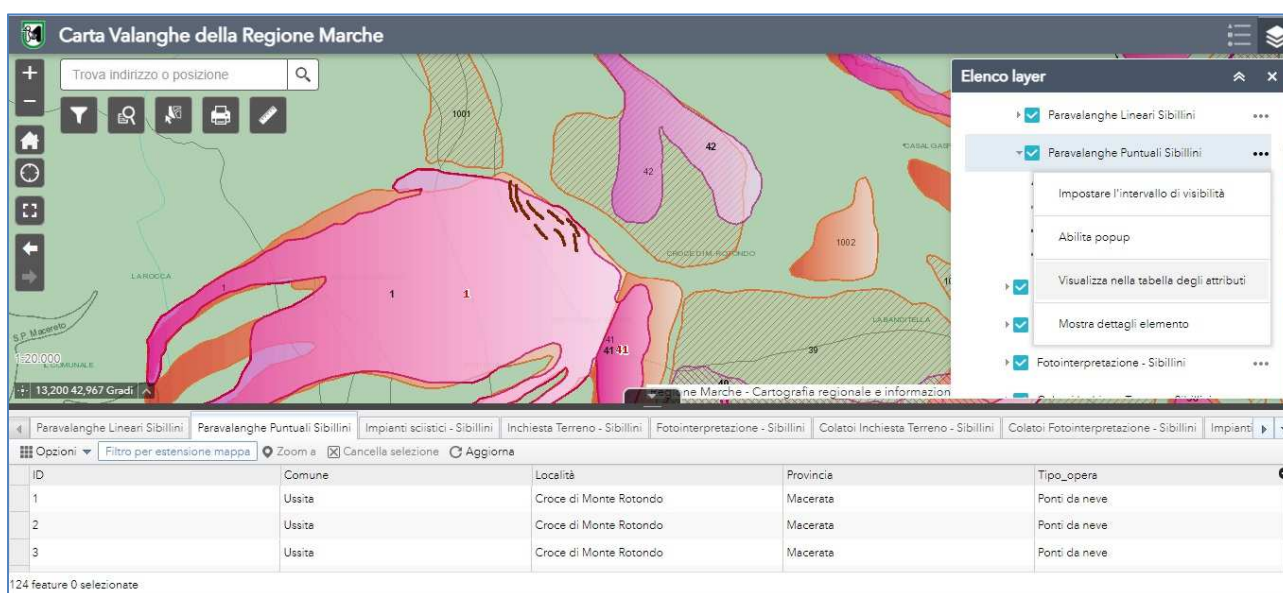 Carta Valanghe della Regione Marche
+
Trova indirizzo o posizione
−
Elenco layer
Paravalanghe Lineari Sibillini
Paravalanghe Puntuali Sibillini
Impostare l'intervallo di visibilità
Abilita popup
Visualizza nella tabella degli attributi
Mostra dettagli elemento
Fotointerpretazione - Sibillini
1001
42
42
1002
LA ROCCA
1
1
1
LA BANDITELLA
39
41
41 41
S.P. Macereto
1:20.000
13,200 42,967 Gradi
Regione Marche - Cartografia regionale e informazion
Paravalanghe Lineari Sibillini
Paravalanghe Puntuali Sibillini
Impianti sciistici - Sibillini
Inchiesta Terreno - Sibillini
Fotointerpretazione - Sibillini
Colatoi Inchiesta Terreno - Sibillini
Colatoi Fotointerpretazione - Sibillini
Impianti
Opzioni Filtro per estensione mappa Zoom a Cancella selezione Aggiorna
ID Comune Località Provincia Tipo_opera
1 Ussita Croce di Monte Rotondo Macerata Ponti da neve
2 Ussita Croce di Monte Rotondo Macerata Ponti da neve
3 Ussita Croce di Monte Rotondo Macerata Ponti da neve
124 feature 0 selezionate